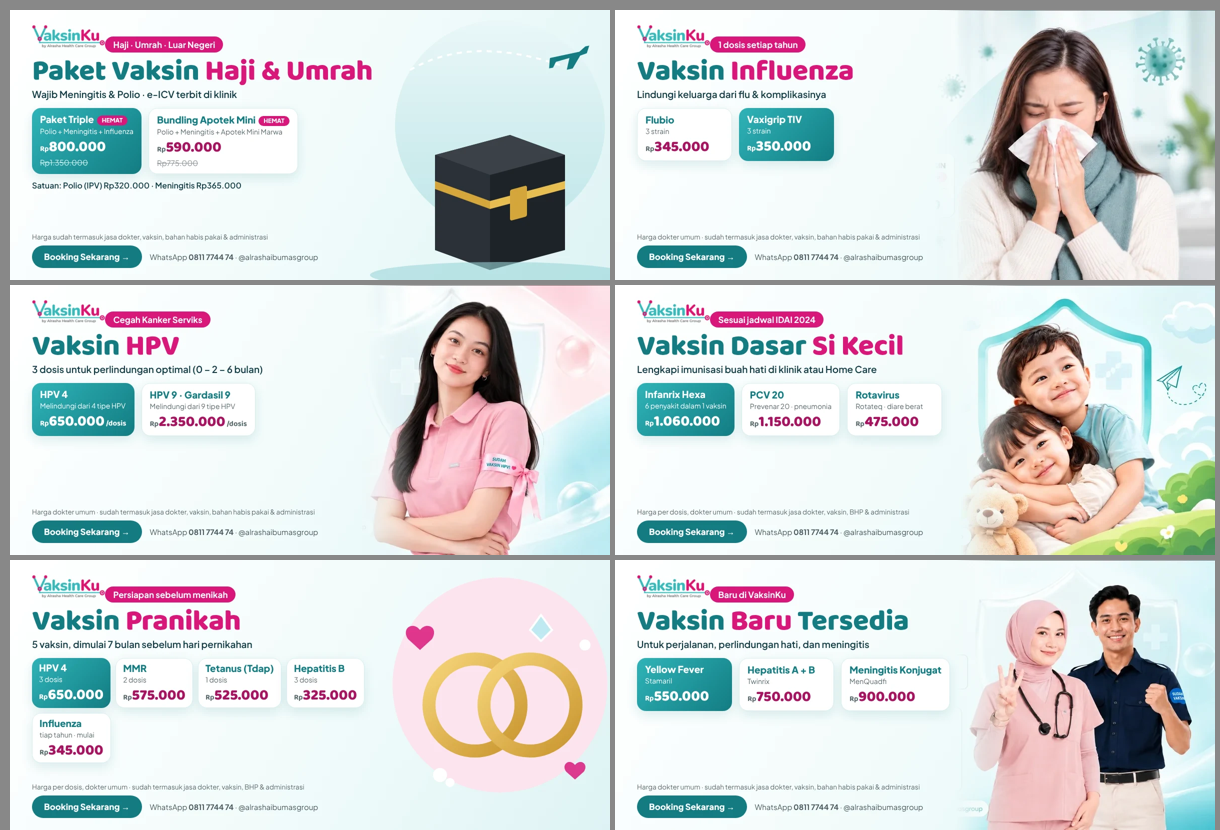 VaksinKu
by Alrasha Health Care Group
Haji · Umrah · Luar Negeri
Paket Vaksin Haji & Umrah
Wajib Meningitis & Polio · e-ICV terbit di klinik
Paket Triple HEMAT
Polio + Meningitis + Influenza
Rp800.000
Rp1.350.000
Bundling Apotek Mini HEMAT
Polio + Meningitis + Apotek Mini Marwa
Rp590.000
Rp775.000
Satuan: Polio (IPV) Rp320.000 · Meningitis Rp365.000
Harga sudah termasuk jasa dokter, vaksin, bahan habis pakai & administrasi
Booking Sekarang →
WhatsApp 0811 7744 74 · @alrashaibumasgroup
VaksinKu
by Alrasha Health Care Group
1 dosis setiap tahun
Vaksin Influenza
Lindungi keluarga dari flu & komplikasinya
Flubio
3 strain
Rp345.000
Vaxigrip TIV
3 strain
Rp350.000
Harga dokter umum · sudah termasuk jasa dokter, vaksin, bahan habis pakai & administrasi
Booking Sekarang →
WhatsApp 0811 7744 74 · @alrashaibumasgroup
VaksinKu
by Alrasha Health Care Group
Cegah Kanker Serviks
Vaksin HPV
3 dosis untuk perlindungan optimal (0 – 2 – 6 bulan)
HPV 4
Melindungi dari 4 tipe HPV
Rp650.000 /dosis
HPV 9 · Gardasil 9
Melindungi dari 9 tipe HPV
Rp2.350.000 /dosis
SUDAH
VAKSIN HPV
Harga dokter umum · sudah termasuk jasa dokter, vaksin, bahan habis pakai & administrasi
Booking Sekarang →
WhatsApp 0811 7744 74 · @alrashaibumasgroup
VaksinKu
by Alrasha Health Care Group
Sesuai jadwal IDAI 2024
Vaksin Dasar Si Kecil
Lengkapi imunisasi buah hati di klinik atau Home Care
Infanrix Hexa
6 penyakit dalam 1 vaksin
Rp1.060.000
PCV 20
Prevenar 20 · pneumonia
Rp1.150.000
Rotavirus
Rotateq · diare berat
Rp475.000
Harga per dosis, dokter umum · sudah termasuk jasa dokter, vaksin, BHP & administrasi
Booking Sekarang →
WhatsApp 0811 7744 74 · @alrashaibumasgroup
VaksinKu
by Alrasha Health Care Group
Persiapan sebelum menikah
Vaksin Pranikah
5 vaksin, dimulai 7 bulan sebelum hari pernikahan
HPV 4
3 dosis
Rp650.000
MMR
2 dosis
Rp575.000
Tetanus (Tdap)
1 dosis
Rp525.000
Hepatitis B
3 dosis
Rp325.000
Influenza
tiap tahun · mulai
Rp345.000
Harga per dosis, dokter umum · sudah termasuk jasa dokter, vaksin, BHP & administrasi
Booking Sekarang →
WhatsApp 0811 7744 74 · @alrashaibumasgroup
VaksinKu
by Alrasha Health Care Group
Baru di VaksinKu
Vaksin Baru Tersedia
Untuk perjalanan, perlindungan hati, dan meningitis
Yellow Fever
Stamaril
Rp550.000
Hepatitis A + B
Twinrix
Rp750.000
Meningitis Konjugat
MenQuadfi
Rp900.000
Harga dokter umum · sudah termasuk jasa dokter, vaksin, bahan habis pakai & administrasi
Booking Sekarang →
WhatsApp 0811 7744 74 · @alrashaibumasgroup